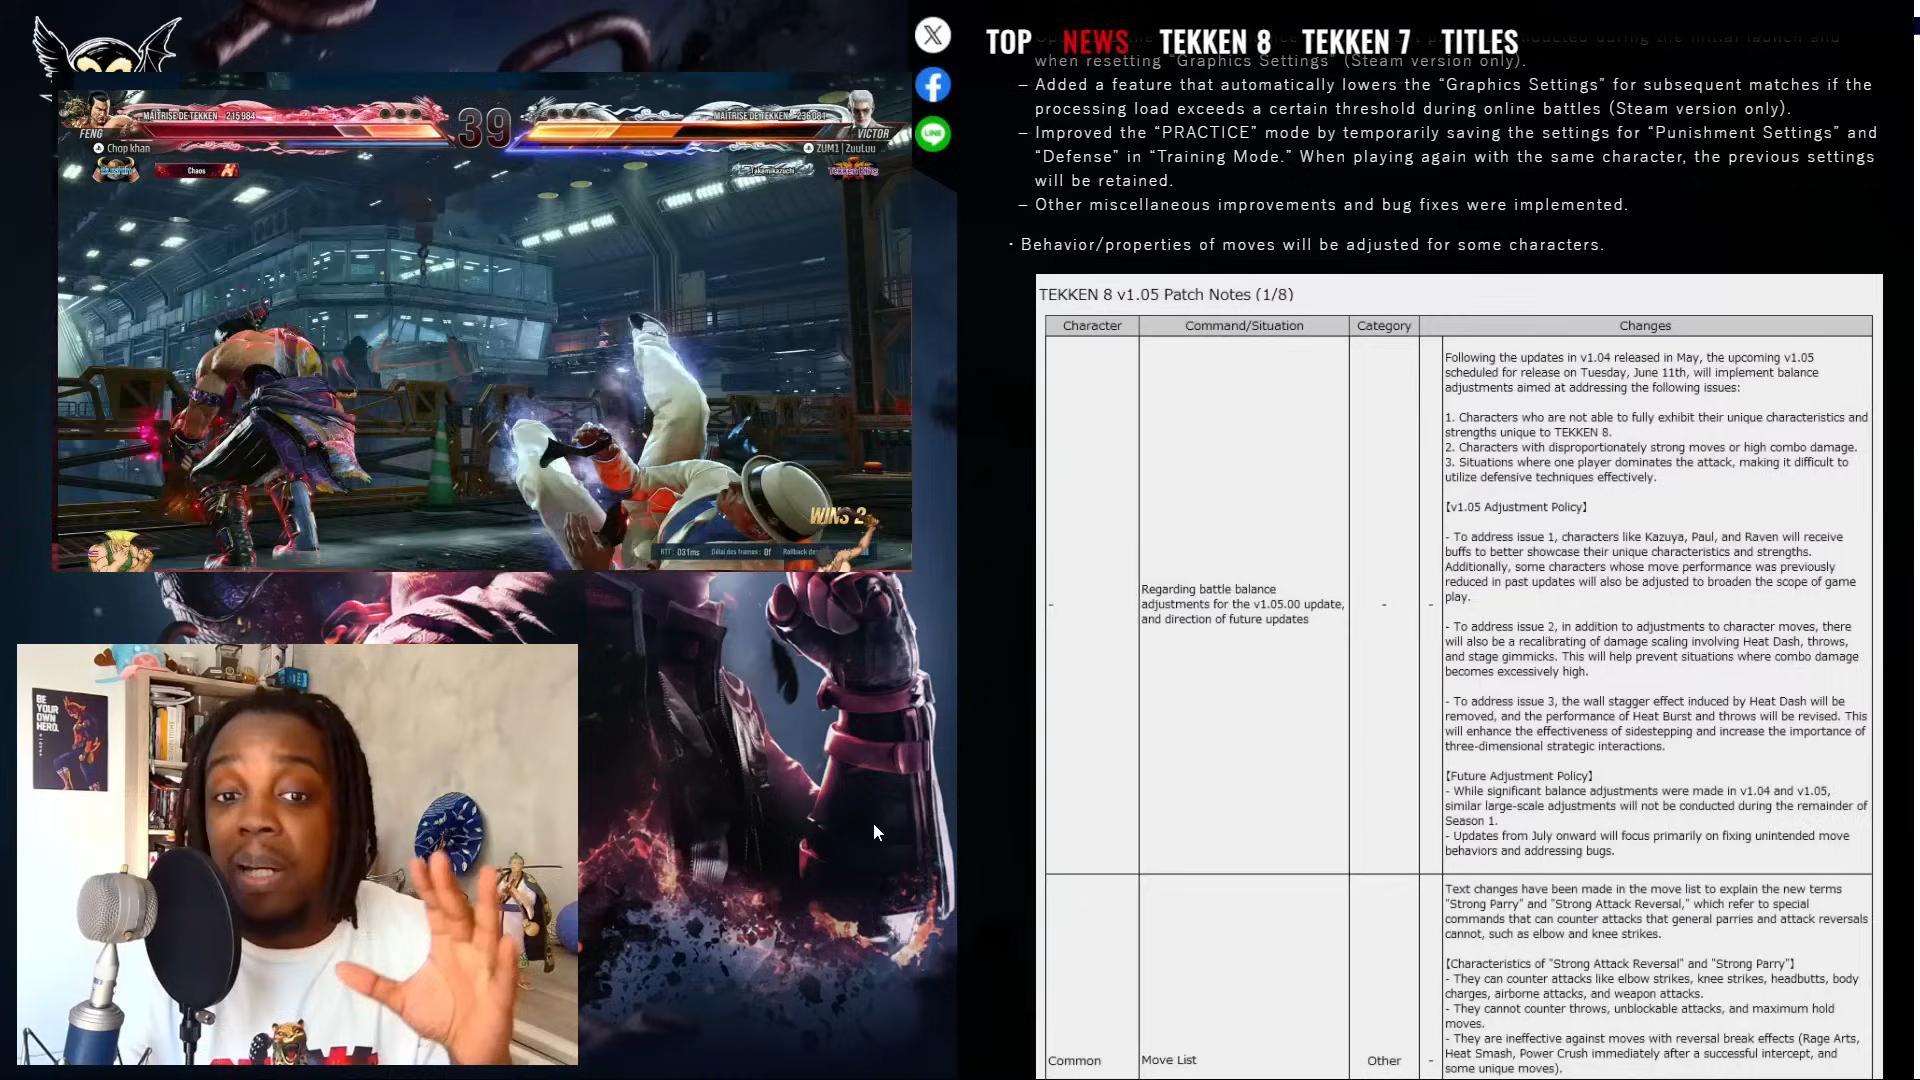 TOP NEWS TEKKEN 8 TEKKEN 7 TITLES
when resetting “Graphics Settings” (Steam version only).
– Added a feature that automatically lowers the “Graphics Settings” for subsequent matches if the
processing load exceeds a certain threshold during online battles (Steam version only).
– Improved the “PRACTICE” mode by temporarily saving the settings for “Punishment Settings” and
“Defense” in “Training Mode.” When playing again with the same character, the previous settings
will be retained.
– Other miscellaneous improvements and bug fixes were implemented.
・Behavior/properties of moves will be adjusted for some characters.
TEKKEN 8 v1.05 Patch Notes (1/8)
Character Command/Situation Category Changes
Following the updates in v1.04 released in May, the upcoming v1.05
scheduled for release on Tuesday, June 11th, will implement balance
adjustments aimed at addressing the following issues:
1. Characters who are not able to fully exhibit their unique characteristics and
strengths unique to TEKKEN 8.
2. Characters with disproportionately strong moves or high combo damage.
3. Situations where one player dominates the attack, making it difficult to
utilize defensive techniques effectively.
【v1.05 Adjustment Policy】
- To address issue 1, characters like Kazuya, Paul, and Raven will receive
buffs to better showcase their unique characteristics and strengths.
Additionally, some characters whose move performance was previously
reduced in past updates will also be adjusted to broaden the scope of game
play.
- To address issue 2, in addition to adjustments to character moves, there
will also be a recalibrating of damage scaling involving Heat Dash, throws,
and stage gimmicks. This will help prevent situations where combo damage
becomes excessively high.
- To address issue 3, the wall stagger effect induced by Heat Dash will be
removed, and the performance of Heat Burst and throws will be revised. This
will enhance the effectiveness of sidestepping and increase the importance of
three-dimensional strategic interactions.
【Future Adjustment Policy】
- While significant balance adjustments were made in v1.04 and v1.05,
similar large-scale adjustments will not be conducted during the remainder of
Season 1.
- Updates from July onward will focus primarily on fixing unintended move
behaviors and addressing bugs.
-
Regarding battle balance
adjustments for the v1.05.00 update,
and direction of future updates
-
-
Text changes have been made in the move list to explain the new terms
"Strong Parry" and "Strong Attack Reversal," which refer to special
commands that can counter attacks that general parries and attack reversals
cannot, such as elbow and knee strikes.
【Characteristics of "Strong Attack Reversal" and "Strong Parry"】
- They can counter attacks like elbow strikes, knee strikes, headbutts, body
charges, airborne attacks, and weapon attacks.
- They cannot counter throws, unblockable attacks, and maximum hold
moves.
- They are ineffective against moves with reversal break effects (Rage Arts,
Heat Smash, Power Crush immediately after a successful intercept, and
some unique moves).
Common Move List Other -
MAÎTRISE DE TEKKEN 215984
39
MAÎTRISE DE TEKKEN
FENG
VICTOR
Chop khan
ZUM1 | ZuuLuu
Bushin
Chaos
Takemikazuchi
Tekken King
WINS 2
RTT : 031ms Délai des frames : 0f
LINE
BE
YOUR
OWN
HERO.